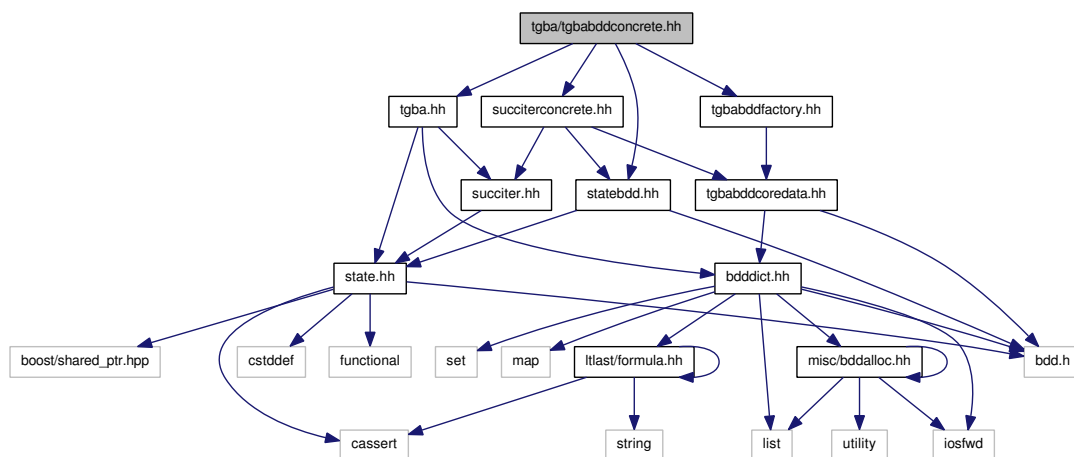 tgba/tgbabddconcrete.hh
tgba.hh
succiterconcrete.hh
tgbabddfactory.hh
succiter.hh
statebdd.hh
tgbabddcoredata.hh
state.hh
bdddict.hh
boost/shared_ptr.hpp
cstddef
functional
set
map
ltlast/formula.hh
misc/bddalloc.hh
bdd.h
cassert
string
list
utility
iosfwd